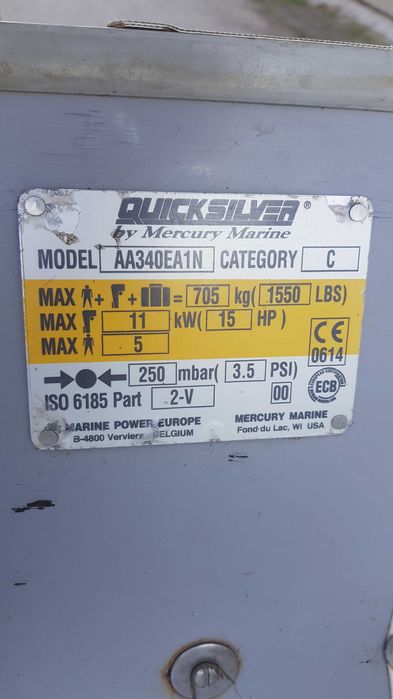 QUICKSILVER®
by Mercury Marine
MODEL AA340EA1N CATEGORY C
MAX + + = 705 kg( 1550 LBS)
MAX 11 kW( 15 HP )
MAX 5
CE
0614
250 mbar( 3.5 PSI)
ISO 6185 Part 2-V 00
ECB
MARINE POWER EUROPE
B-4800 Verviers BELGIUM
MERCURY MARINE
Fond du Lac, WI USA